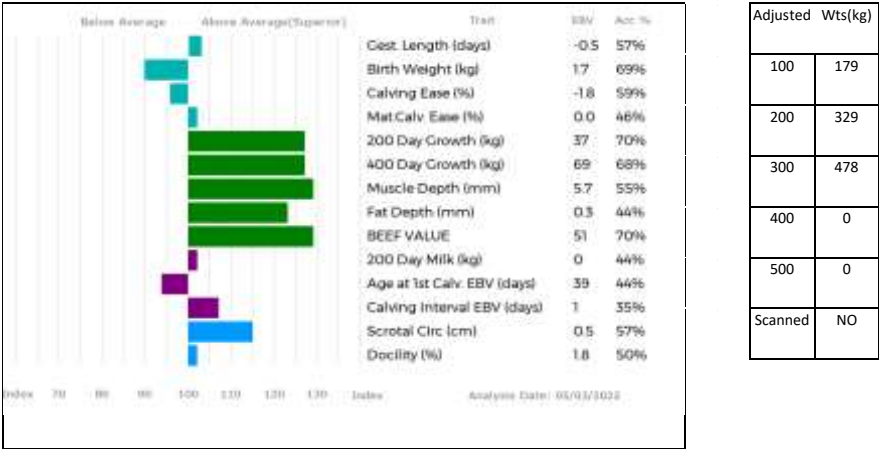 Below Average Above Average(Superior) Trait EBV Acc. %
Gest. Length (days) -0.5 57%
Birth Weight (kg) 1.7 69%
Calving Ease (%) -1.8 59%
Mat.Calv. Ease (%) 0.0 46%
200 Day Growth (kg) 37 70%
400 Day Growth (kg) 69 68%
Muscle Depth (mm) 5.7 55%
Fat Depth (mm) 0.3 44%
BEEF VALUE 51 70%
200 Day Milk (kg) 0 44%
Age at 1st Calv. EBV (days) 39 44%
Calving Interval EBV (days) 1 35%
Scrotal Circ (cm) 0.5 57%
Docility (%) 1.8 50%
Index 70 80 90 100 110 120 130 Index Analysis Date: 05/03/2022
Adjusted Wts(kg)
100 179
200 329
300 478
400 0
500 0
Scanned NO